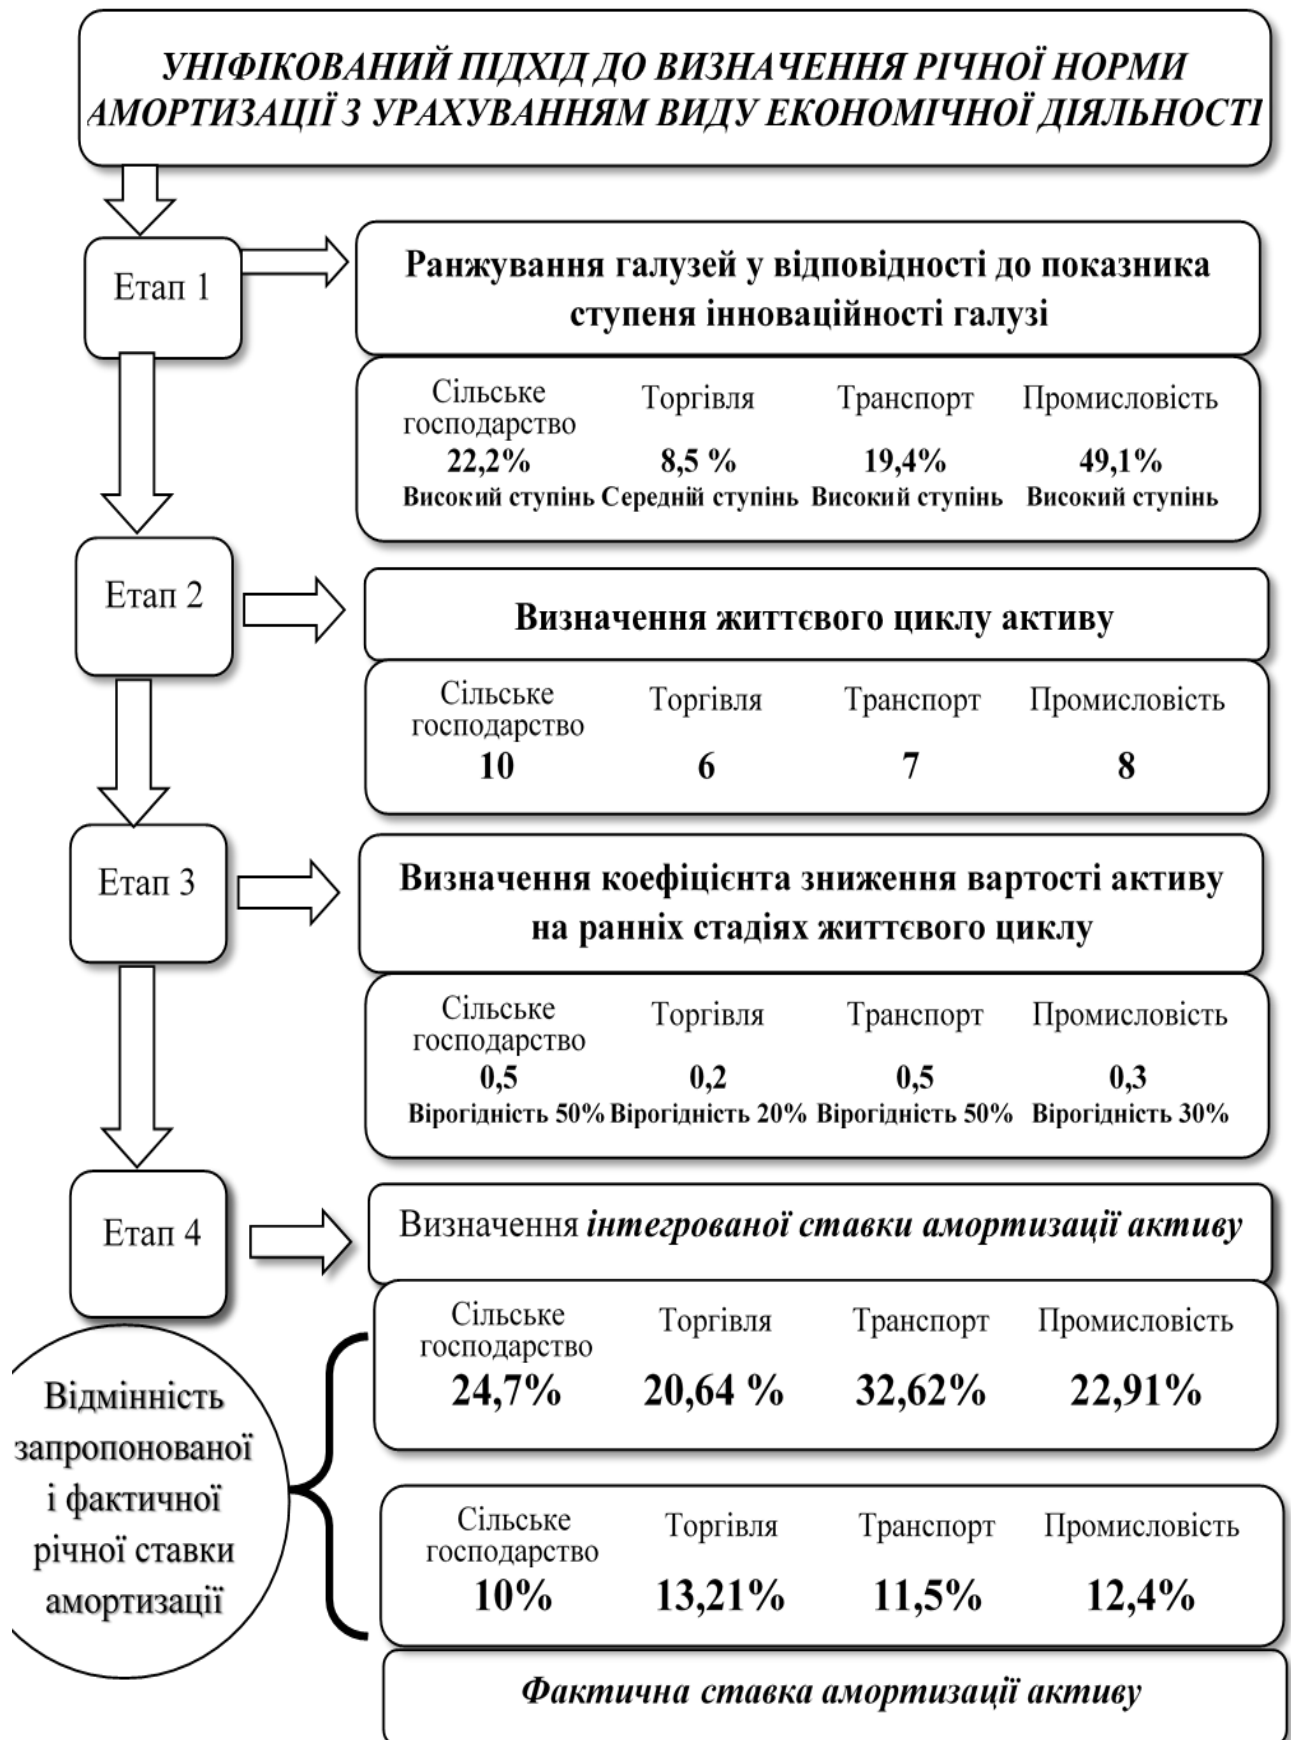 УНІФІКОВАНИЙ ПІДХІД ДО ВИЗНАЧЕННЯ РІЧНОЇ НОРМИ
АМОРТИЗАЦІЇ З УРАХУВАННЯМ ВИДУ ЕКОНОМІЧНОЇ ДІЯЛЬНОСТІ
Етап 1
Ранжування галузей у відповідності до показника
ступеня інноваційності галузі
Сільське
господарство
Торгівля
Транспорт
Промисловість
22,2%
8,5 %
19,4%
49,1%
Високий ступінь
Середній ступінь
Високий ступінь
Високий ступінь
Етап 2
Визначення життєвого циклу активу
Сільське
господарство
Торгівля
Транспорт
Промисловість
10
6
7
8
Етап 3
Визначення коефіцієнта зниження вартості активу
на ранніх стадіях життєвого циклу
Сільське
господарство
Торгівля
Транспорт
Промисловість
0,5
0,2
0,5
0,3
Вірогідність 50%
Вірогідність 20%
Вірогідність 50%
Вірогідність 30%
Етап 4
Визначення інтегрованої ставки амортизації активу
Сільське
господарство
Торгівля
Транспорт
Промисловість
24,7%
20,64 %
32,62%
22,91%
Відмінність
запропонованої
і фактичної
річної ставки
амортизації
Сільське
господарство
Торгівля
Транспорт
Промисловість
10%
13,21%
11,5%
12,4%
Фактична ставка амортизації активу